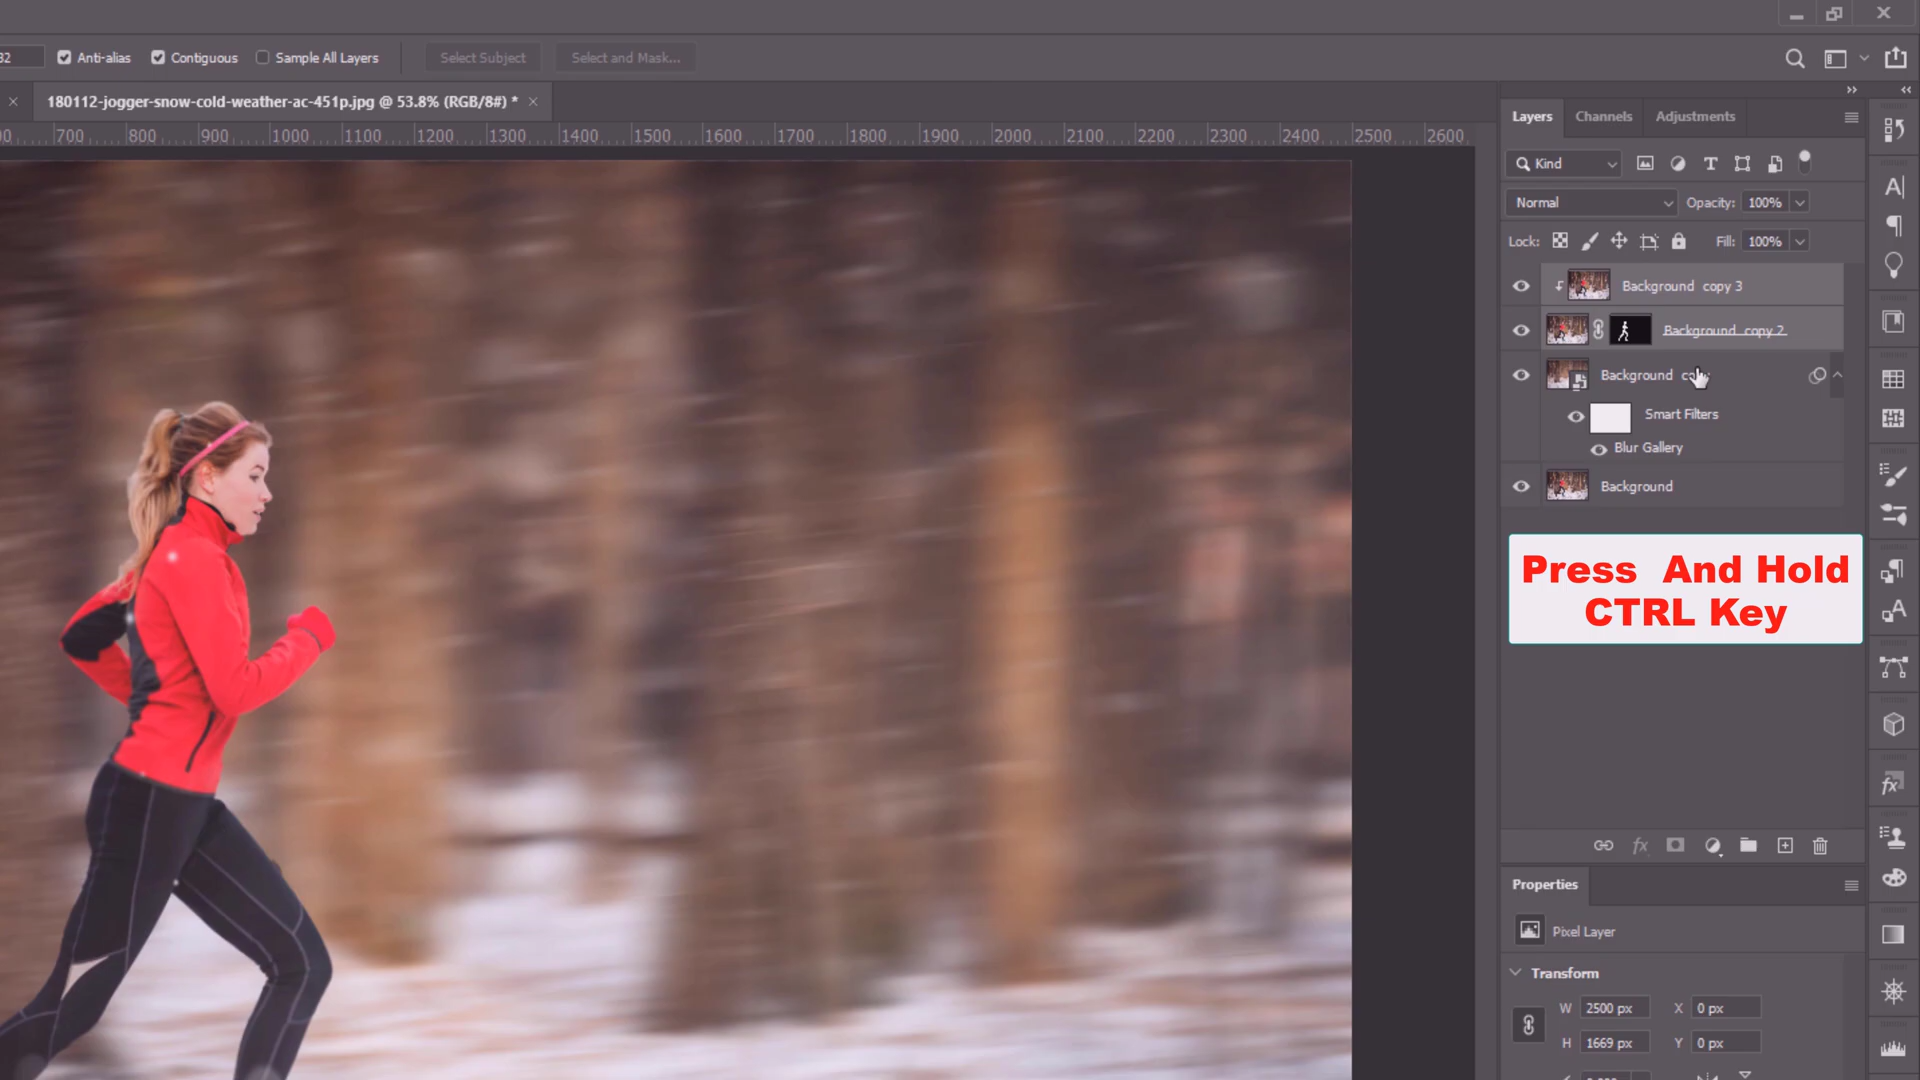 32 Anti-alias Contiguous Sample All Layers Select Subject Select and Mask...
180112-jogger-snow-cold-weather-ac-451p.jpg @ 53.8% (RGB/8#) *
700 800 900 1000 1100 1200 1300 1400 1500 1600 1700 1800 1900 2000 2100 2200 2300 2400 2500 2600
Layers Channels Adjustments
Kind
Normal Opacity: 100%
Lock: Fill: 100%
Background copy 3
Background copy 2
Background
Smart Filters
Blur Gallery
Background
Press And Hold
CTRL Key
Properties
Pixel Layer
Transform
W 2500 px X 0 px
H 1669 px Y 0 px